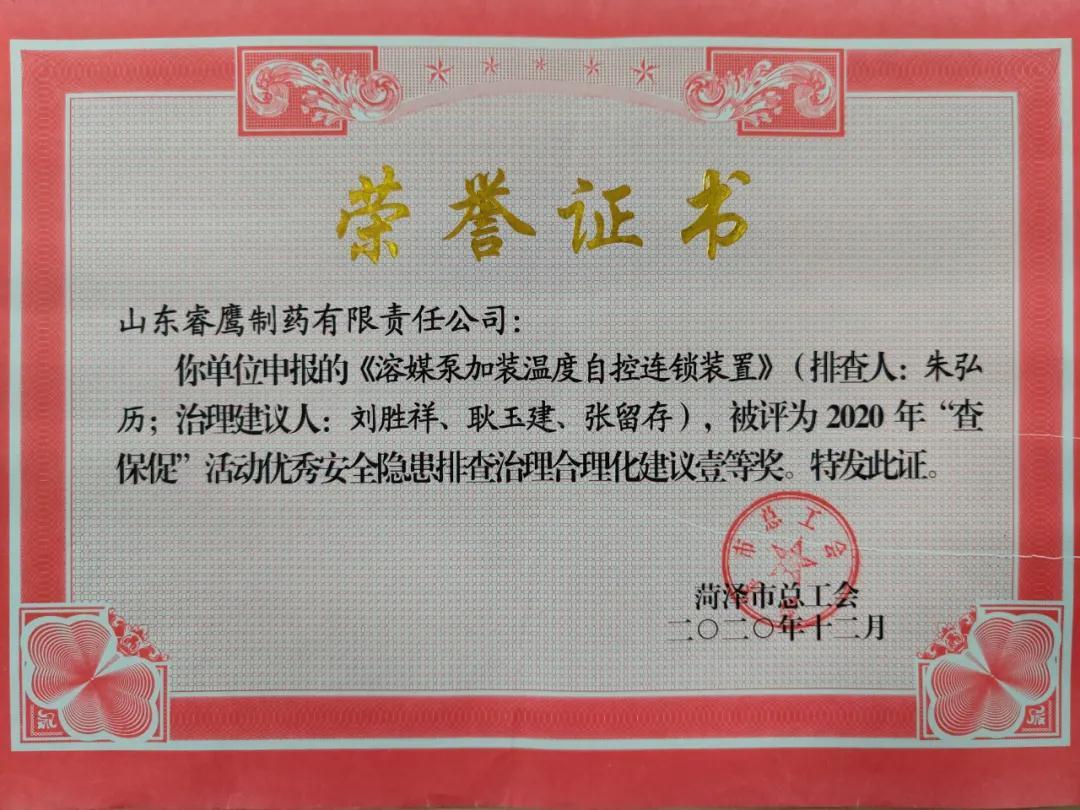 荣誉证书
山东睿鹰制药有限责任公司：
你单位申报的《溶媒泵加装温度自控连锁装置》（排查人：朱弘
历；治理建议人：刘胜祥、耿玉建、张留存），被评为 2020 年“查
保促”活动优秀安全隐患排查治理合理化建议壹等奖。特发此证。
市总工会
菏泽市总工会
二〇二〇年十二月